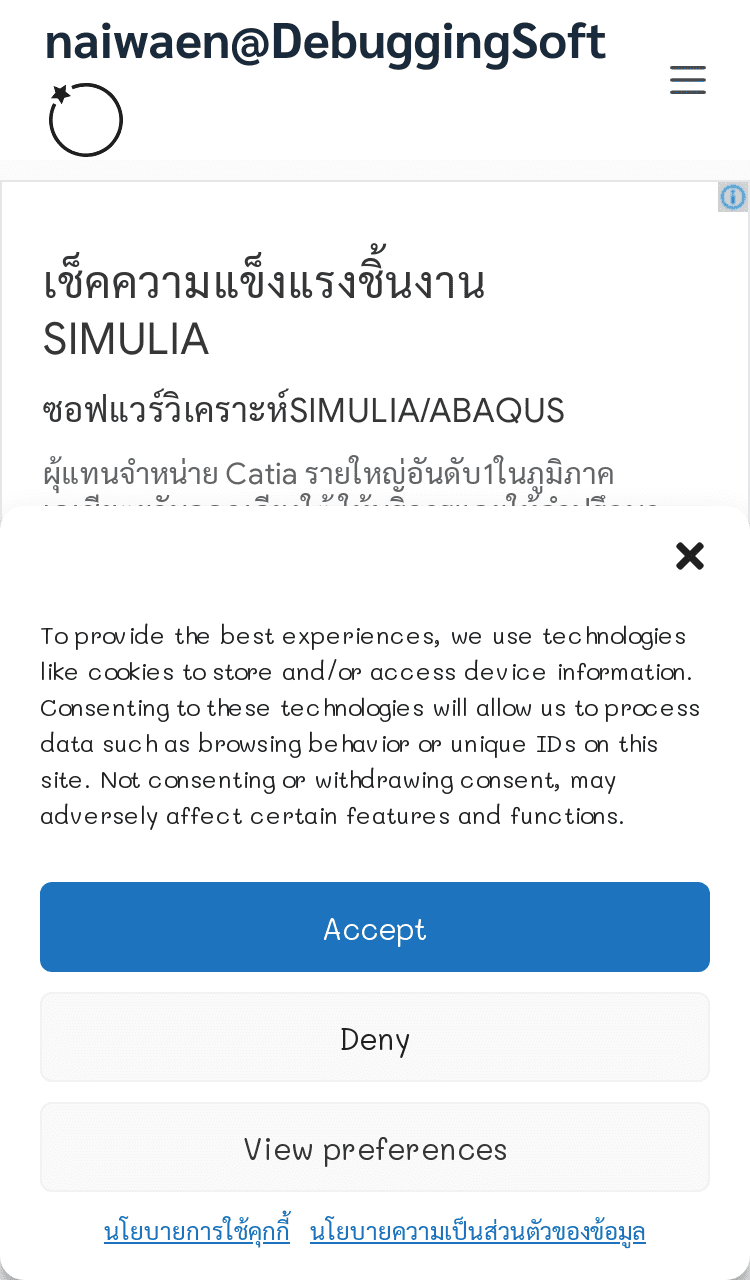 naiwaen@DebuggingSoft
เช็คความแข็งแรงชิ้นงาน
SIMULIA
ซอฟแวร์วิเคราะห์SIMULIA/ABAQUS
ผู้แทนจำหน่าย Catia รายใหญ่อันดับ1ในภูมิภาค
To provide the best experiences, we use technologies
like cookies to store and/or access device information.
Consenting to these technologies will allow us to process
data such as browsing behavior or unique IDs on this
site. Not consenting or withdrawing consent, may
adversely affect certain features and functions.
Accept
Deny
View preferences
นโยบายการใช้คุกกี้ นโยบายความเป็นส่วนตัวของข้อมูล